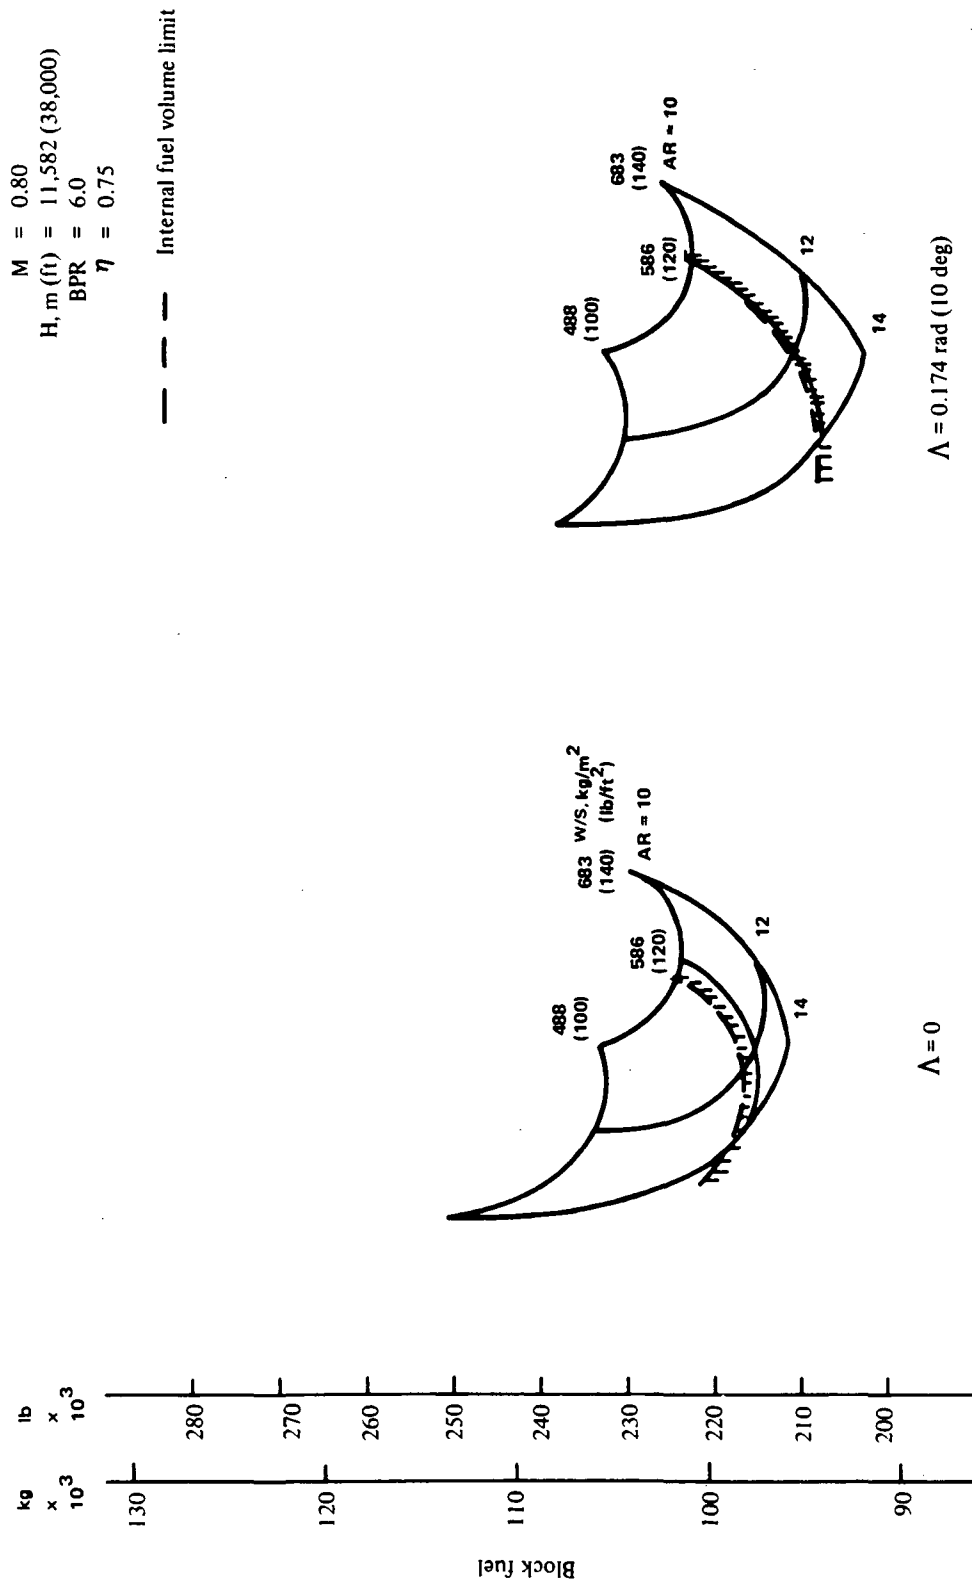 M = 0.80
H, m (ft) = 11,582 (38,000)
BPR = 6.0
η = 0.75
Internal fuel volume limit
kg
×
10³
lb
×
10³
130
120
110
100
90
280
270
260
250
240
230
220
210
200
Block fuel
488
(100)
586
(120)
683
(140)
W/S, kg/m²
(lb/ft²)
AR = 10
12
14
Λ = 0
488
(100)
586
(120)
683
(140)
AR = 10
12
14
Λ = 0.174 rad (10 deg)